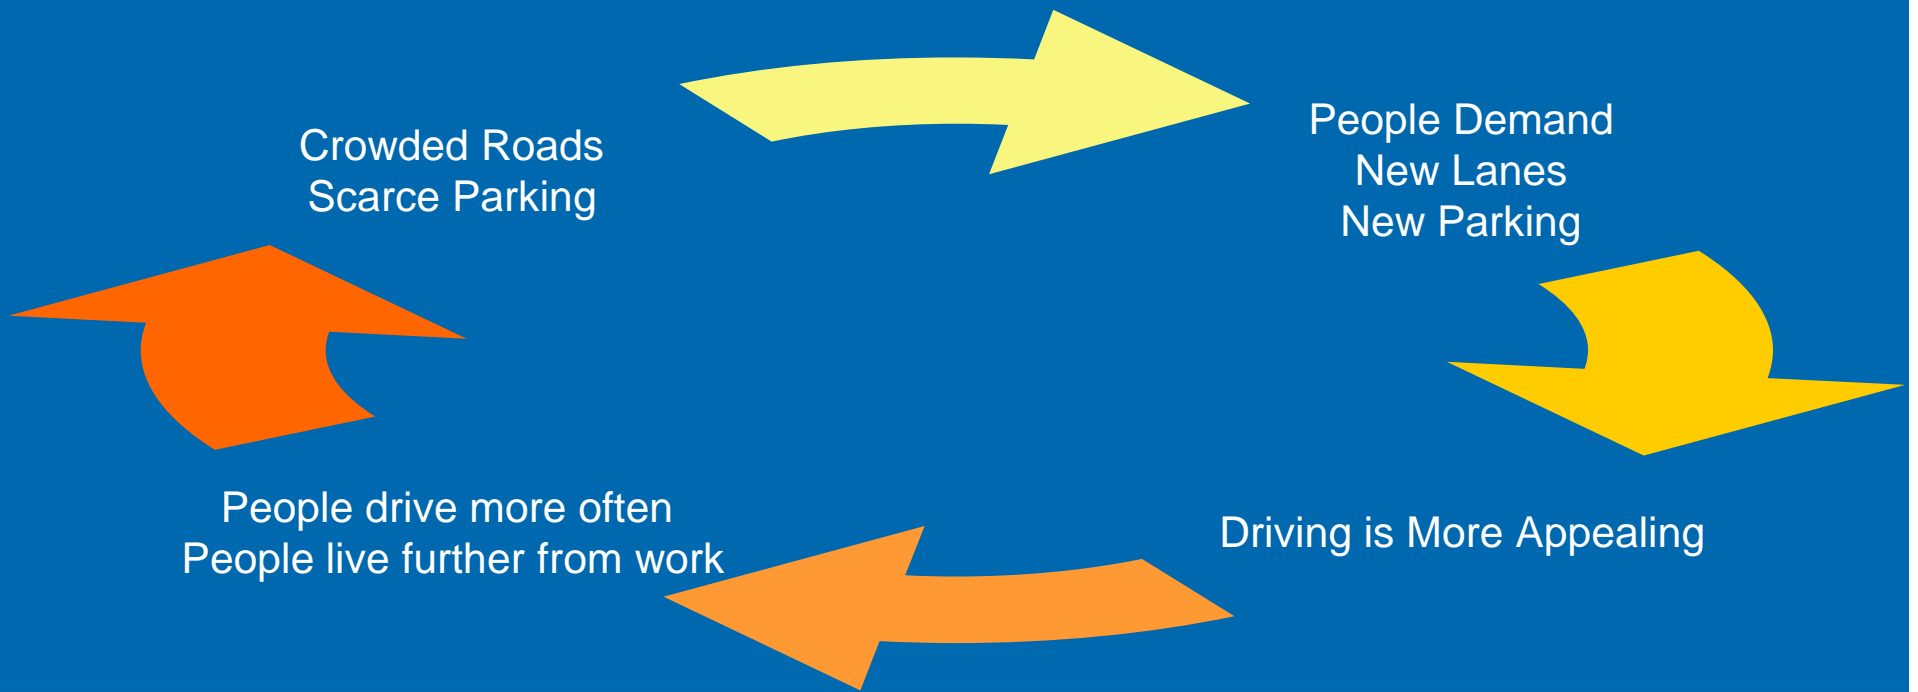 Crowded Roads
Scarce Parking
People Demand
New Lanes
New Parking
Driving is More Appealing
People drive more often
People live further from work